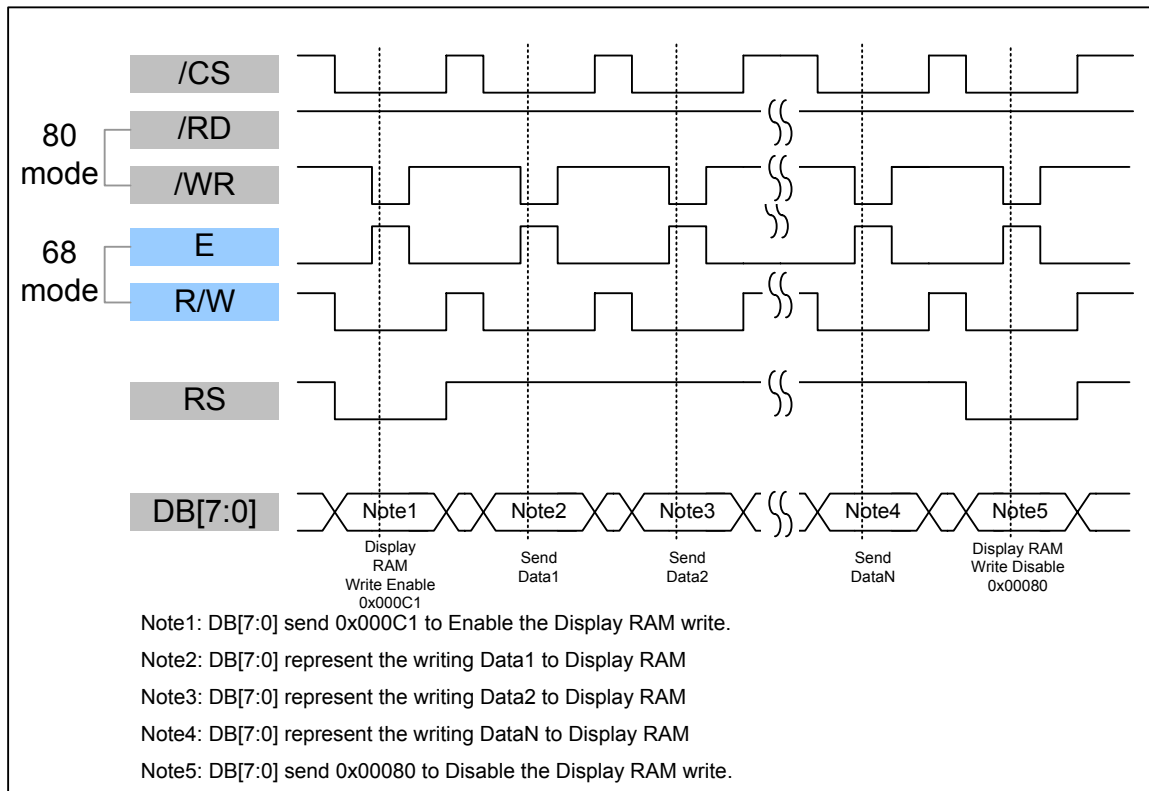 /CS
80
mode
/RD
/WR
68
mode
E
R/W
RS
DB[7:0]
Note1
Note2
Note3
Note4
Note5
Display
RAM
Write Enable
0x000C1
Send
Data1
Send
Data2
Send
DataN
Display RAM
Write Disable
0x00080
Note1: DB[7:0] send 0x000C1 to Enable the Display RAM write.
Note2: DB[7:0] represent the writing Data1 to Display RAM
Note3: DB[7:0] represent the writing Data2 to Display RAM
Note4: DB[7:0] represent the writing DataN to Display RAM
Note5: DB[7:0] send 0x00080 to Disable the Display RAM write.